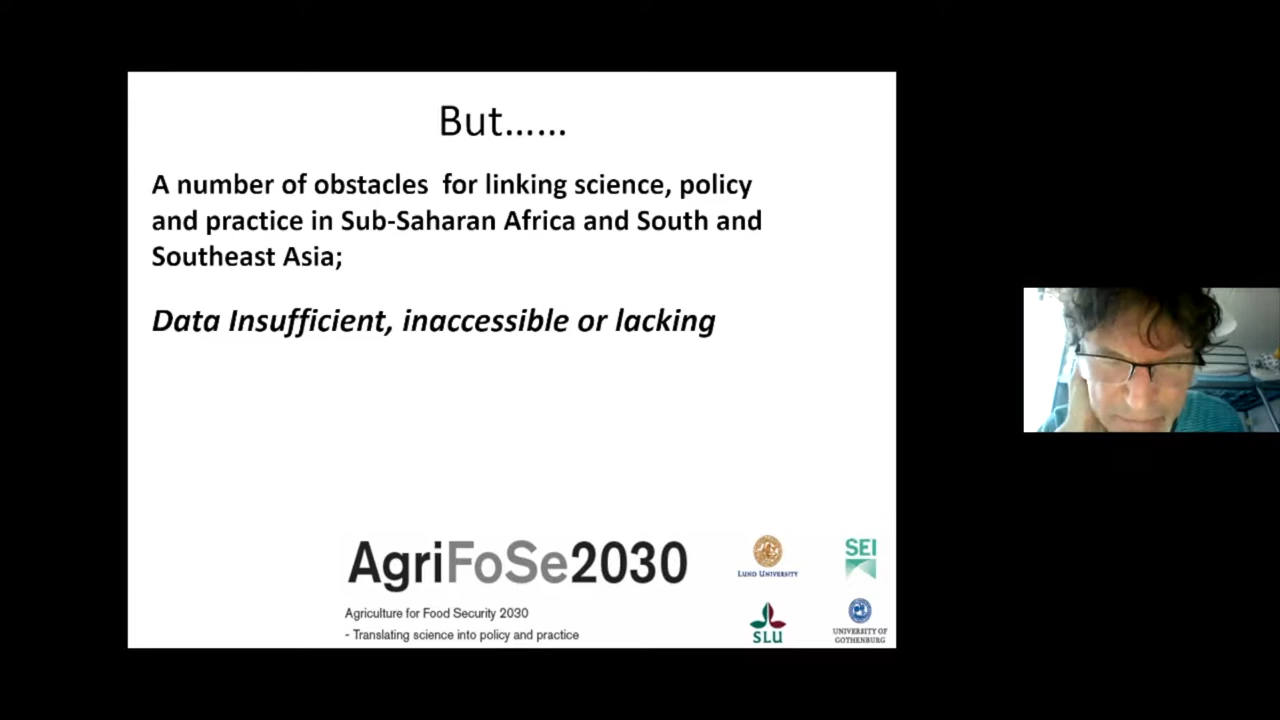 But......
A number of obstacles for linking science, policy
and practice in Sub-Saharan Africa and South and
Southeast Asia;
Data Insufficient, inaccessible or lacking
AgriFoSe2030
Agriculture for Food Security 2030
- Translating science into policy and practice
LUND UNIVERSITY
SEI
SLU
UNIVERSITY OF
GOTHENBURG